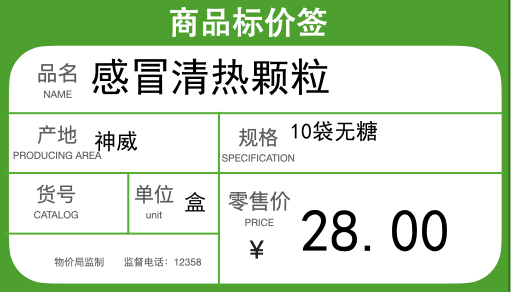 商品标价签
品名 感冒清热颗粒
NAME
产地 神威
PRODUCING AREA
规格 10袋无糖
SPECIFICATION
货号
CATALOG
单位 盒
unit
零售价
PRICE
¥ 28.00
物价局监制 监督电话：12358